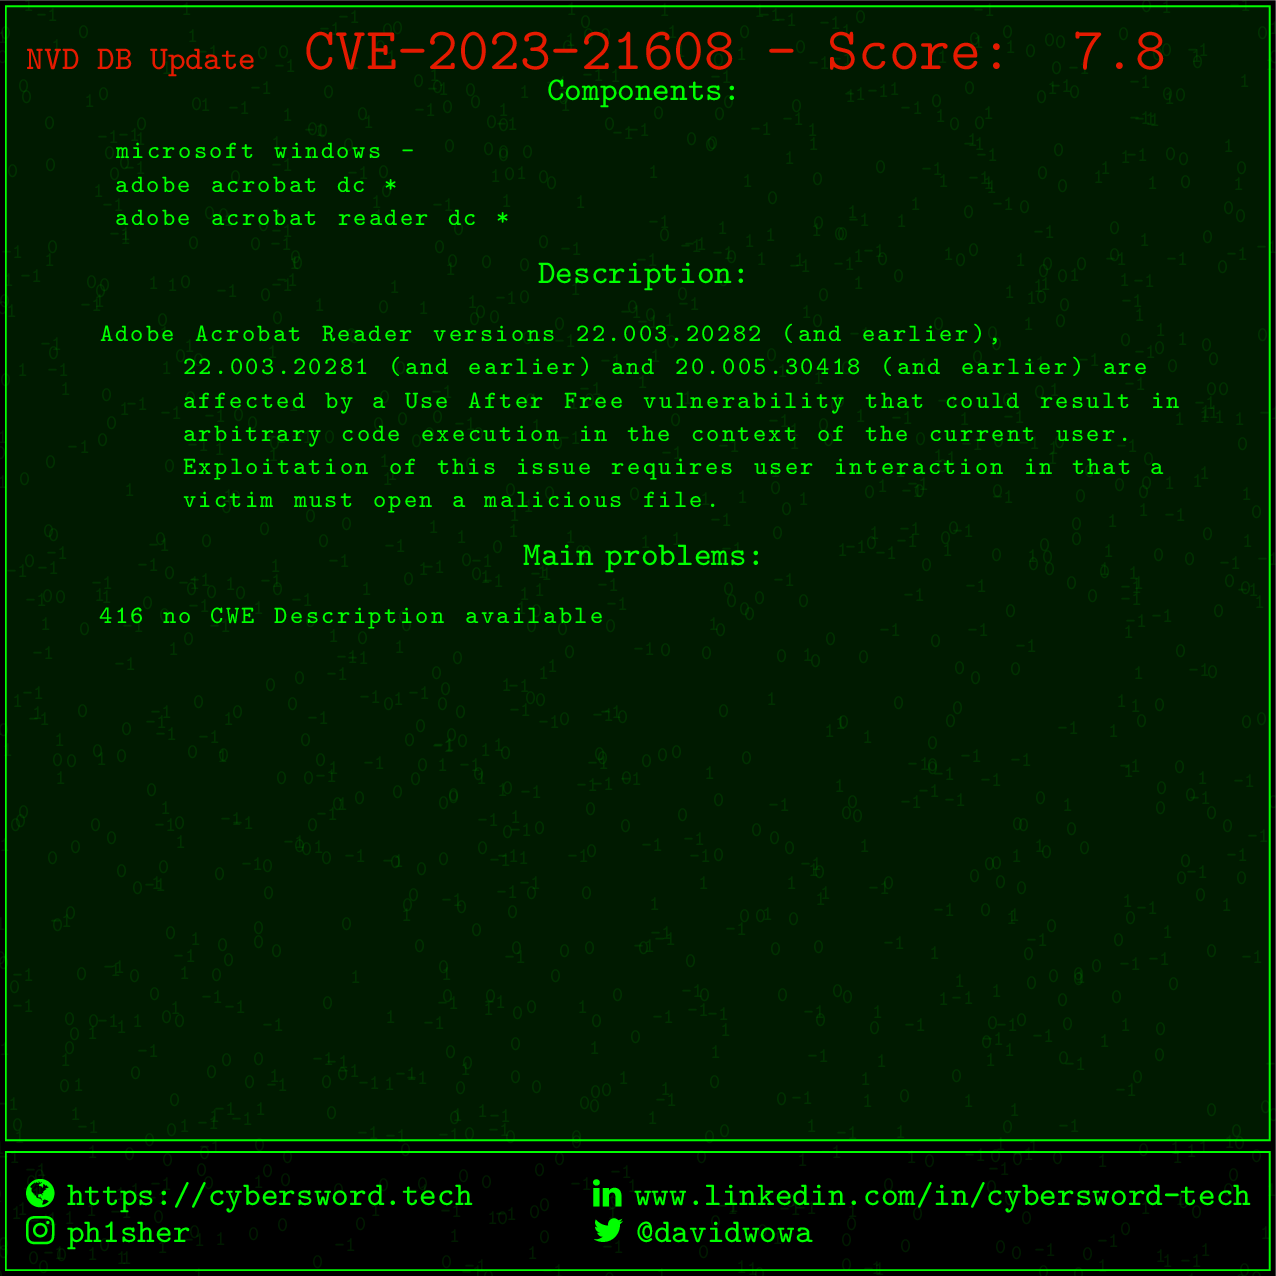 NVD DB Update CVE-2023-21608 - Score: 7.8
Components:
microsoft windows -
adobe acrobat dc *
adobe acrobat reader dc *
Description:
Adobe Acrobat Reader versions 22.003.20282 (and earlier),
22.003.20281 (and earlier) and 20.005.30418 (and earlier) are
affected by a Use After Free vulnerability that could result in
arbitrary code execution in the context of the current user.
Exploitation of this issue requires user interaction in that a
victim must open a malicious file.
Main problems:
416 no CWE Description available
https://cybersword.tech www.linkedin.com/in/cybersword-tech
ph1sher @davidwowa